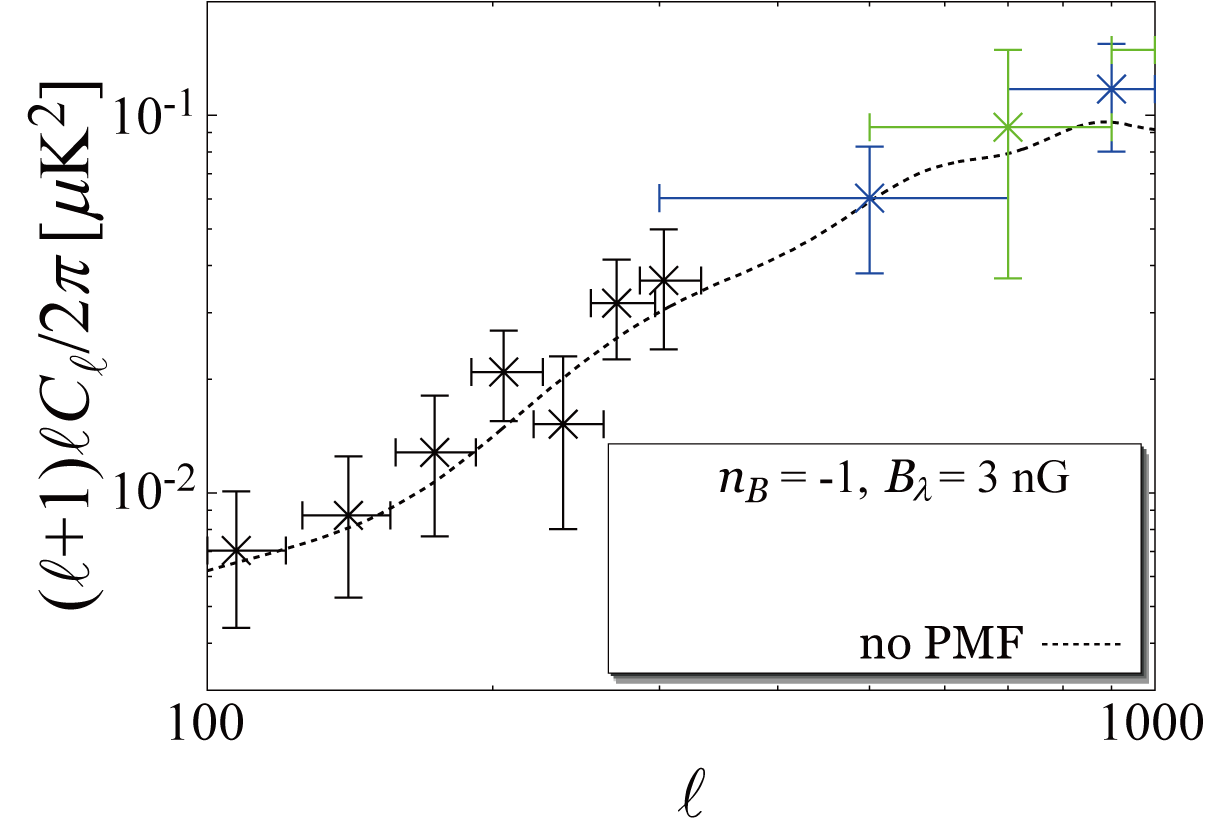 (ℓ+1)ℓCℓ/2π [μK²]
10⁻¹
10⁻²
n_B = -1, B_λ = 3 nG
no PMF
100
1000
ℓ